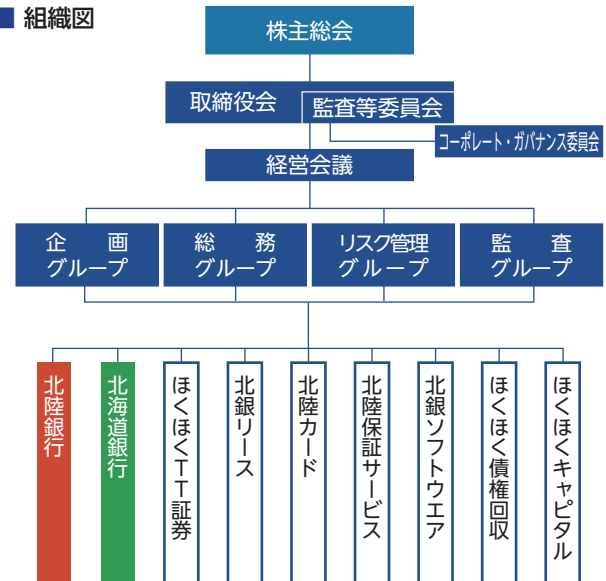 ■ 組織図
株主総会
取締役会
監査等委員会
コーポレート・ガバナンス委員会
経営会議
企画
グループ
総務
グループ
リスク管理
グループ
監査
グループ
北陸銀行
北海道銀行
ほくほくTT証券
北銀リース
北陸カード
北陸保証サービス
北銀ソフトウエア
ほくほく債権回収
ほくほくキャピタル